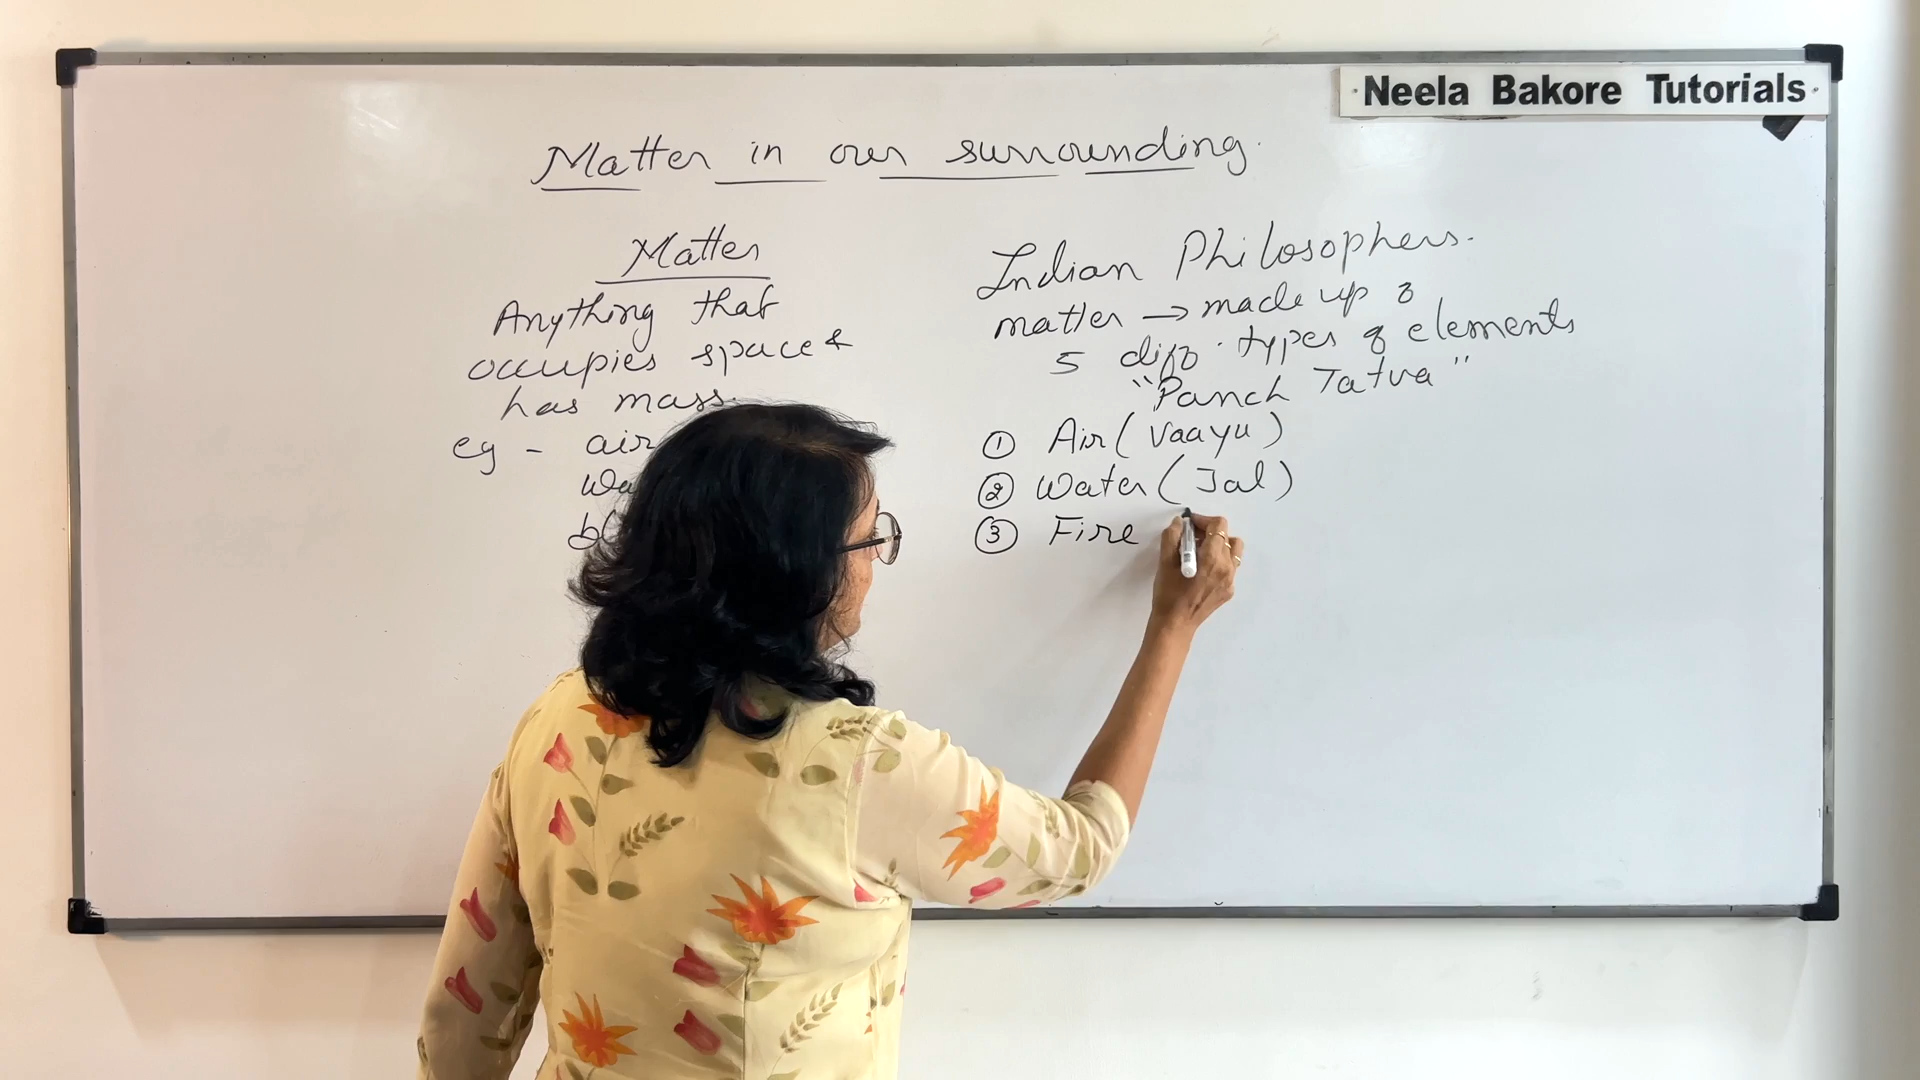 Neela Bakore Tutorials
Matter in our surrounding.
Matter
Anything that
occupies space &
has mass.
eg - air
Wa
Indian Philosophers.
matter → made up of
5 diff. types of elements
"Panch Tatva"
① Air (Vaayu)
② Water (Jal)
③ Fire